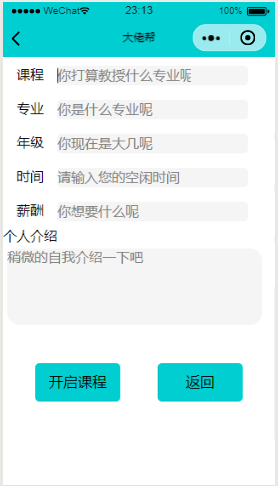 ●●●●● WeChat 23:13 100%
大佬帮
课程 你打算教授什么专业呢
专业 你是什么专业呢
年级 你现在是大几呢
时间 请输入您的空闲时间
薪酬 你想要什么呢
个人介绍
稍微的自我介绍一下吧
开启课程 返回